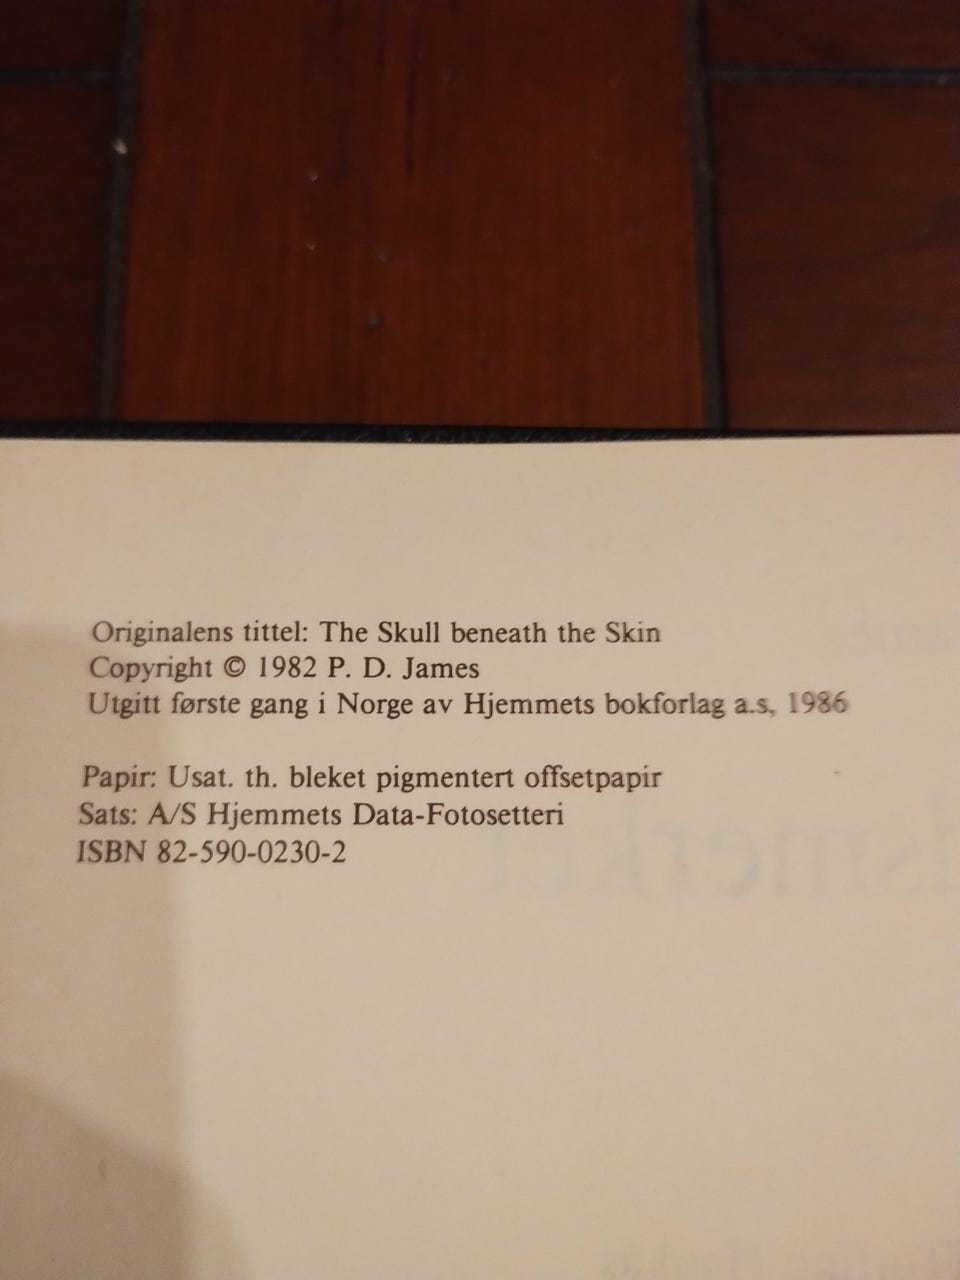 Originalens tittel: The Skull beneath the Skin
Copyright © 1982 P. D. James
Utgitt første gang i Norge av Hjemmets bokforlag a.s, 1986
Papir: Usat. th. bleket pigmentert offsetpapir
Sats: A/S Hjemmets Data-Fotosetteri
ISBN 82-590-0230-2